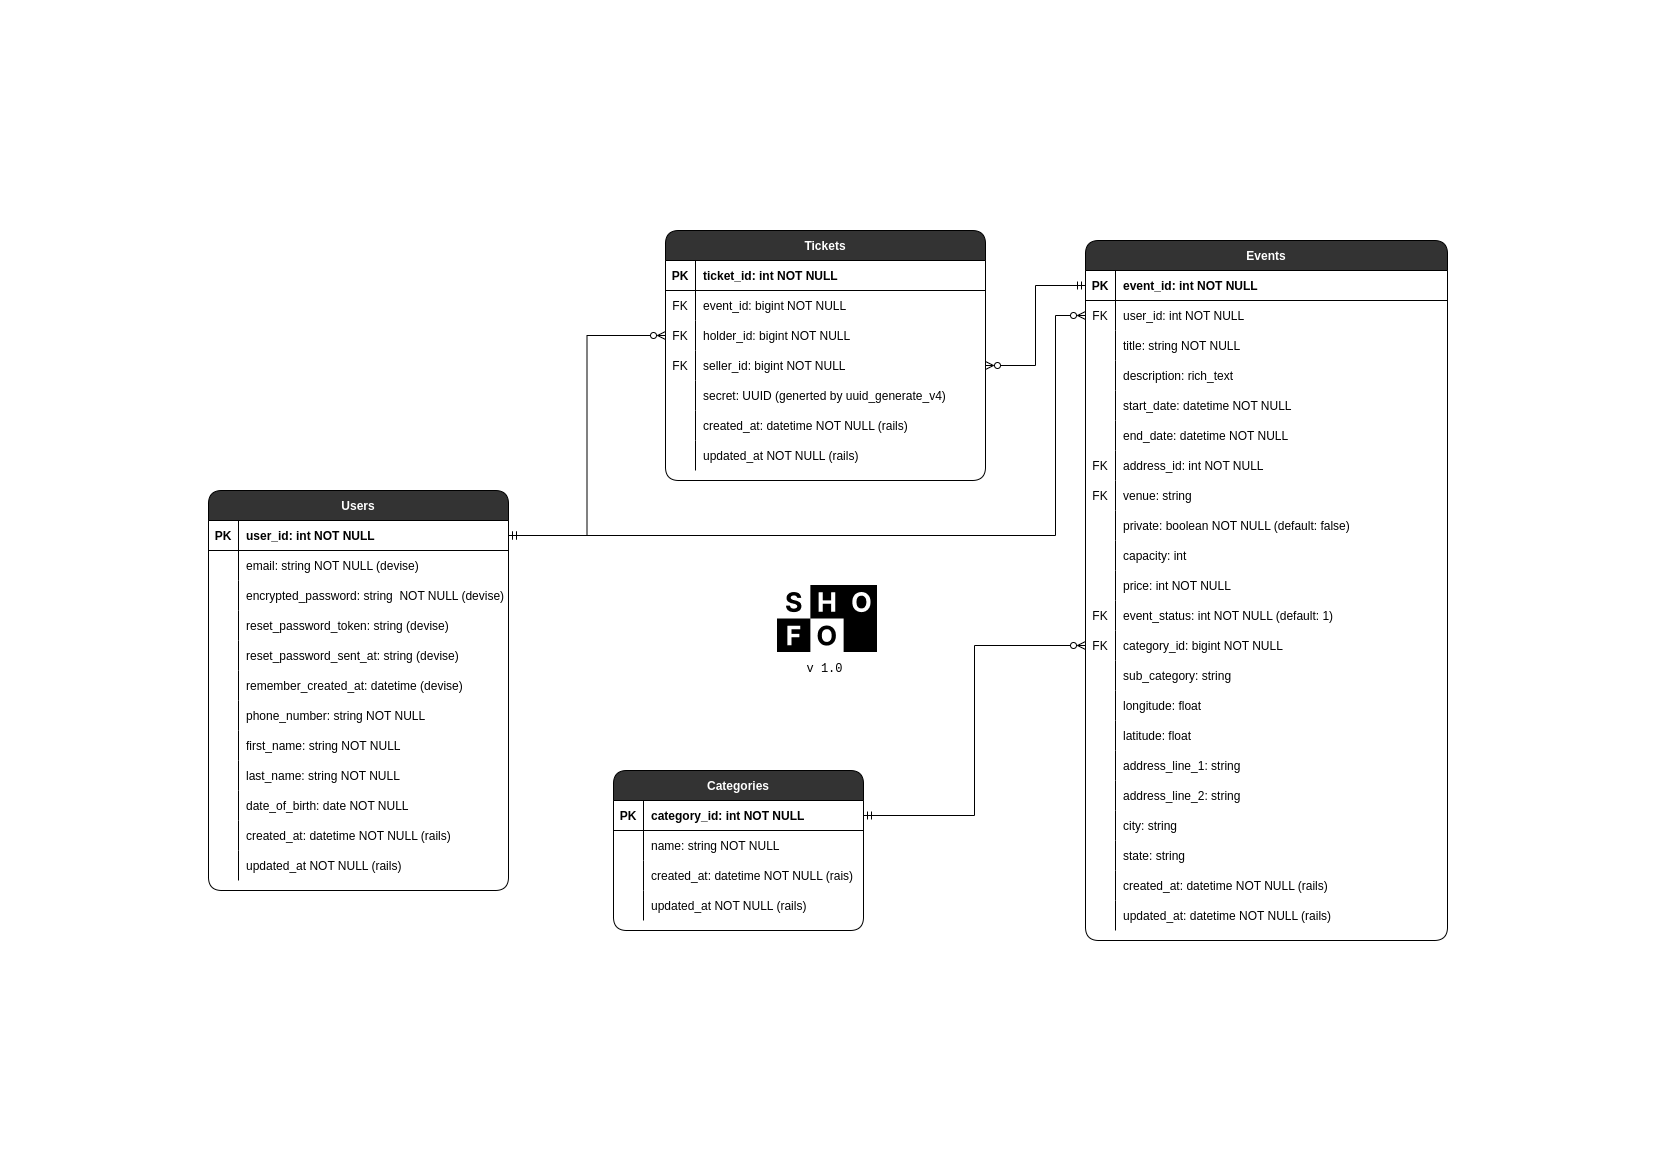 Tickets
PK ticket_id: int NOT NULL
FK event_id: bigint NOT NULL
FK holder_id: bigint NOT NULL
FK seller_id: bigint NOT NULL
secret: UUID (generted by uuid_generate_v4)
created_at: datetime NOT NULL (rails)
updated_at NOT NULL (rails)
Events
PK event_id: int NOT NULL
FK user_id: int NOT NULL
title: string NOT NULL
description: rich_text
start_date: datetime NOT NULL
end_date: datetime NOT NULL
FK address_id: int NOT NULL
FK venue: string
private: boolean NOT NULL (default: false)
capacity: int
price: int NOT NULL
FK event_status: int NOT NULL (default: 1)
FK category_id: bigint NOT NULL
sub_category: string
longitude: float
latitude: float
address_line_1: string
address_line_2: string
city: string
state: string
created_at: datetime NOT NULL (rails)
updated_at: datetime NOT NULL (rails)
Users
PK user_id: int NOT NULL
email: string NOT NULL (devise)
encrypted_password: string  NOT NULL (devise)
reset_password_token: string (devise)
reset_password_sent_at: string (devise)
remember_created_at: datetime (devise)
phone_number: string NOT NULL
first_name: string NOT NULL
last_name: string NOT NULL
date_of_birth: date NOT NULL
created_at: datetime NOT NULL (rails)
updated_at NOT NULL (rails)
SHO
FO
v 1.0
Categories
PK category_id: int NOT NULL
name: string NOT NULL
created_at: datetime NOT NULL (rais)
updated_at NOT NULL (rails)